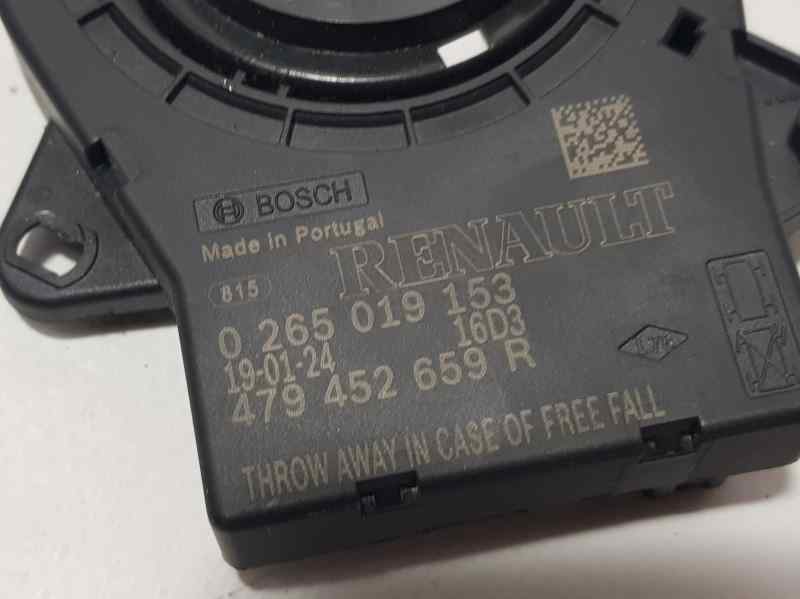 BOSCH
Made in Portugal
RENAULT
815
0 265 019 153
19-01-24 16D3
479 452 659 R
THROW AWAY IN CASE OF FREE FALL